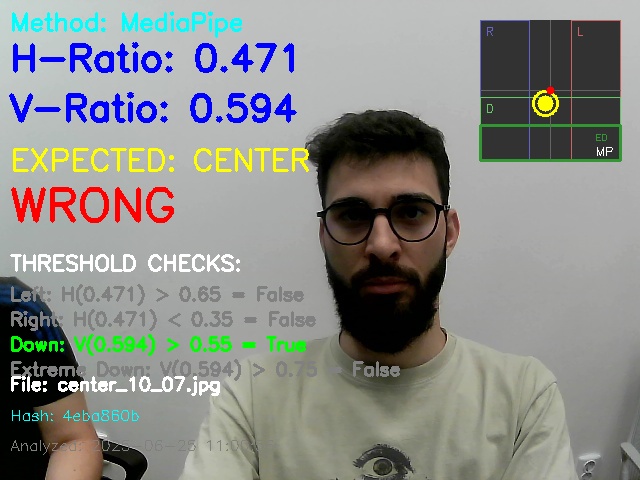 Method: MediaPipe
H-Ratio: 0.471
V-Ratio: 0.594
EXPECTED: CENTER
WRONG
THRESHOLD CHECKS:
Left: H(0.471) > 0.65 = False
Right: H(0.471) < 0.35 = False
Down: V(0.594) > 0.55 = True
Extreme Down: V(0.594) > 0.75 = False
File: center_10_07.jpg
Hash: 4eba860b
Analyzed:
R
L
D
ED
MP